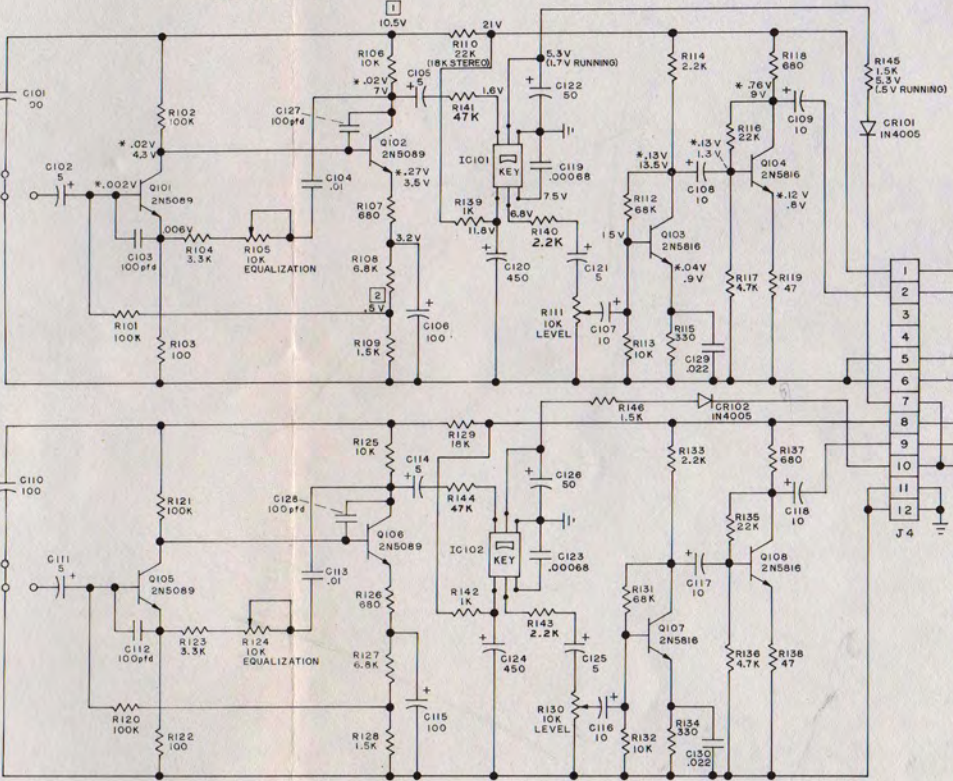 1
10.5V
21V
R110
22K
(18K STEREO)
5.3V
(1.7V RUNNING)
R106
10K
*.02V
7V
C105
5
1.6V
R141
47K
C122
50
R114
2.2K
R118
680
*.76V
9V
C109
10
R145
1.5K
5.3V
(.5V RUNNING)
CR101
IN4005
C101
R102
100K
C127
100pfd
Q102
2N5089
*.27V
3.5V
*.02V
4.3V
C102
5
*.002V
Q101
2N5089
C104
.01
IC101
KEY
C119
.00068
7.5V
6.8V
R116
22K
*.13V
1.3V
*.13V
13.5V
C108
10
Q104
2N5816
*.12V
.8V
R107
680
R139
1K
11.8V
R140
2.2K
R112
68K
1.5V
Q103
2N5816
*.04V
.9V
.006V
C103
100pfd
R104
3.3K
R105
10K
EQUALIZATION
3.2V
R108
6.8K
2
.5V
C120
450
C121
5
R111
10K
LEVEL
C107
10
R117
4.7K
R119
47
R101
100K
R103
100
R109
1.5K
C106
100
R113
10K
R115
330
C129
.022
1
2
3
4
5
6
7
8
9
10
11
12
J4
R146
1.5K
CR102
IN4005
R129
18K
R125
10K
C114
5
R144
47K
C126
50
R133
2.2K
R137
680
C118
10
C110
100
R121
100K
C128
100pfd
Q106
2N5089
IC102
KEY
C123
.00068
R135
22K
C117
10
Q108
2N5816
C111
5
Q105
2N5089
C113
.01
R126
680
R142
1K
R143
2.2K
R131
68K
Q107
2N5816
C112
100pfd
R123
3.3K
R124
10K
EQUALIZATION
R127
6.8K
C124
450
C125
5
R136
4.7K
R138
47
R120
100K
R122
100
R128
1.5K
C115
100
R130
10K
LEVEL
C116
10
R132
10K
R134
330
C130
.022